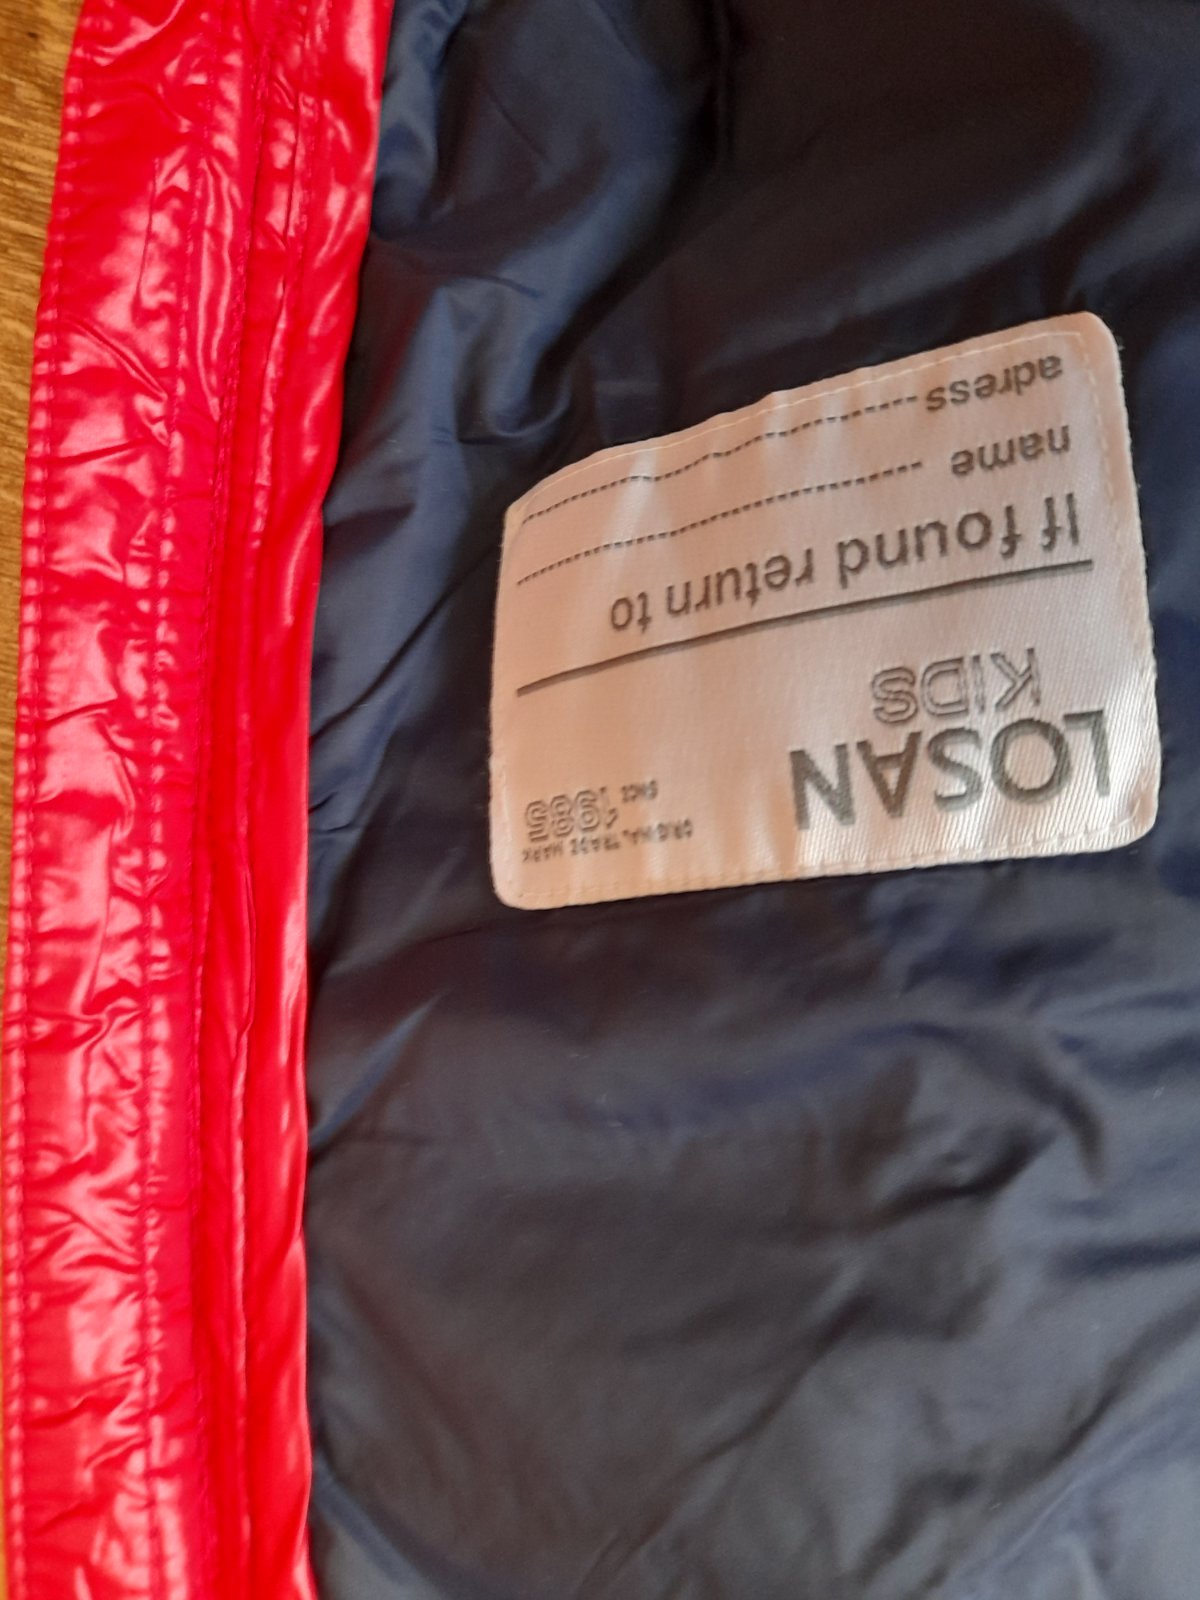 LOSAN
KIDS
ORIGINAL TRADE MARK
SINCE
1985
If found return to
name
adress